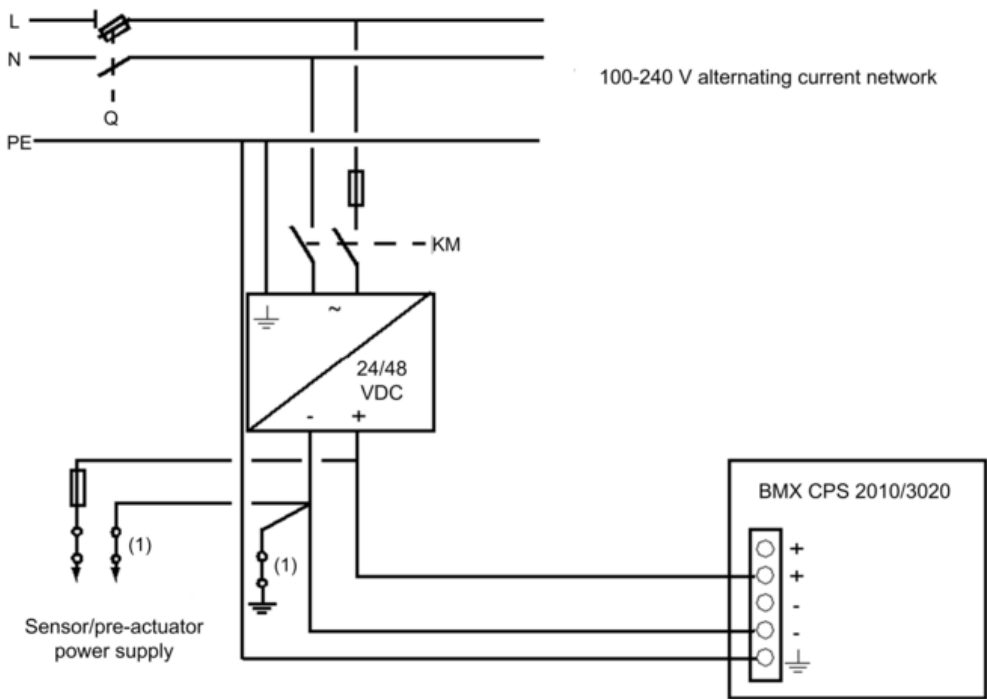 L
N
100-240 V alternating current network
Q
PE
KM
~
24/48
VDC
- +
BMX CPS 2010/3020
+
+
-
-
(1)
(1)
Sensor/pre-actuator
power supply